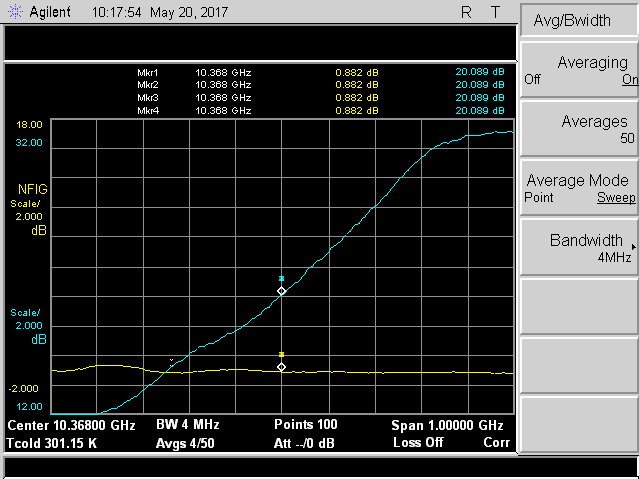 Agilent 10:17:54 May 20, 2017 R T
Avg/Bwidth
Mkr1 10.368 GHz 0.882 dB 20.089 dB
Mkr2 10.368 GHz 0.882 dB 20.089 dB
Mkr3 10.368 GHz 0.882 dB 20.089 dB
Mkr4 10.368 GHz 0.882 dB 20.089 dB
18.00
32.00
NFIG
Scale/
2.000
dB
Scale/
2.000
dB
-2.000
12.00
Center 10.36800 GHz BW 4 MHz Points 100 Span 1.00000 GHz
Tcold 301.15 K Avgs 4/50 Att --/0 dB Loss Off Corr
Averaging
Off On
Averages
50
Average Mode
Point Sweep
Bandwidth
4MHz